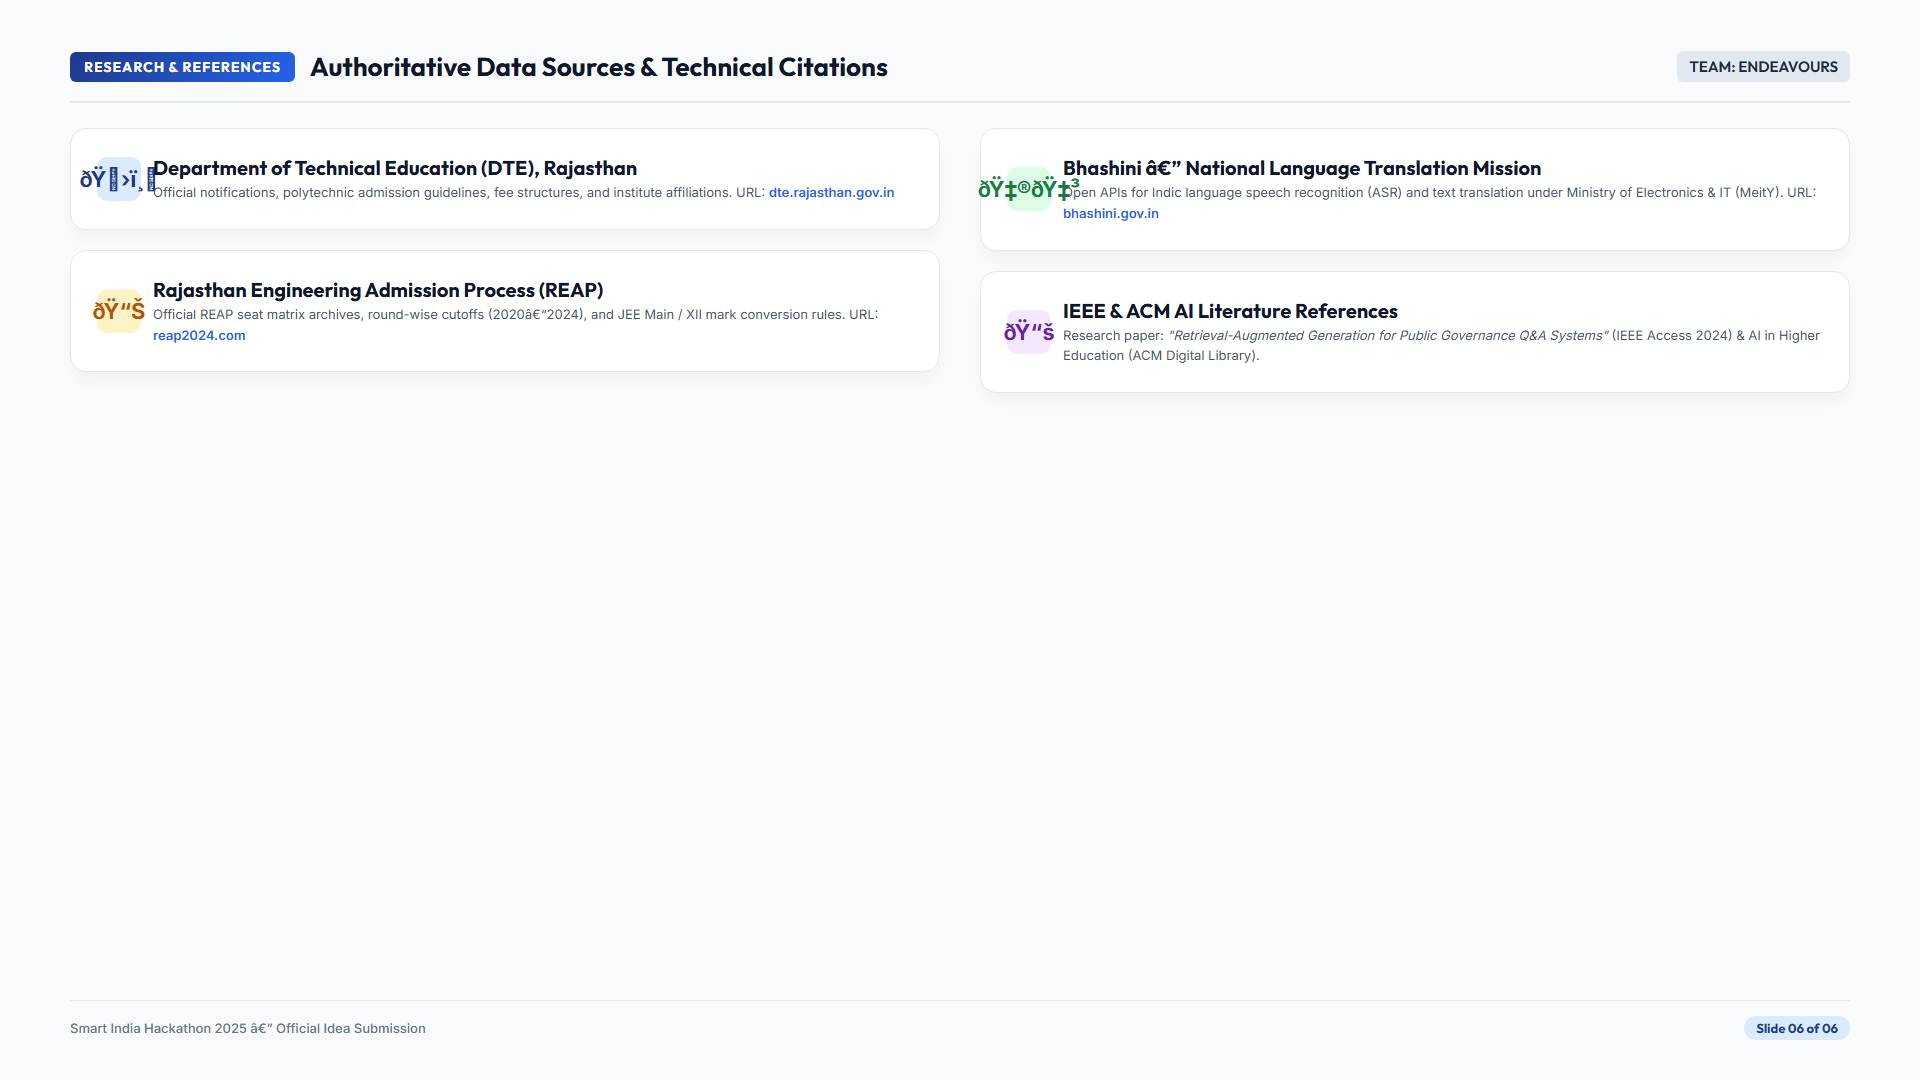 RESEARCH & REFERENCES
Authoritative Data Sources & Technical Citations
TEAM: ENDEAVOURS
Department of Technical Education (DTE), Rajasthan
Official notifications, polytechnic admission guidelines, fee structures, and institute affiliations. URL: dte.rajasthan.gov.in
ðŸ“Š
Rajasthan Engineering Admission Process (REAP)
Official REAP seat matrix archives, round-wise cutoffs (2020â€“2024), and JEE Main / XII mark conversion rules. URL:
reap2024.com
ðŸ‡®ðŸ‡³
Bhashini â€” National Language Translation Mission
Open APIs for Indic language speech recognition (ASR) and text translation under Ministry of Electronics & IT (MeitY). URL:
bhashini.gov.in
ðŸ“š
IEEE & ACM AI Literature References
Research paper: "Retrieval-Augmented Generation for Public Governance Q&A Systems" (IEEE Access 2024) & AI in Higher
Education (ACM Digital Library).
Smart India Hackathon 2025 â€” Official Idea Submission
Slide 06 of 06